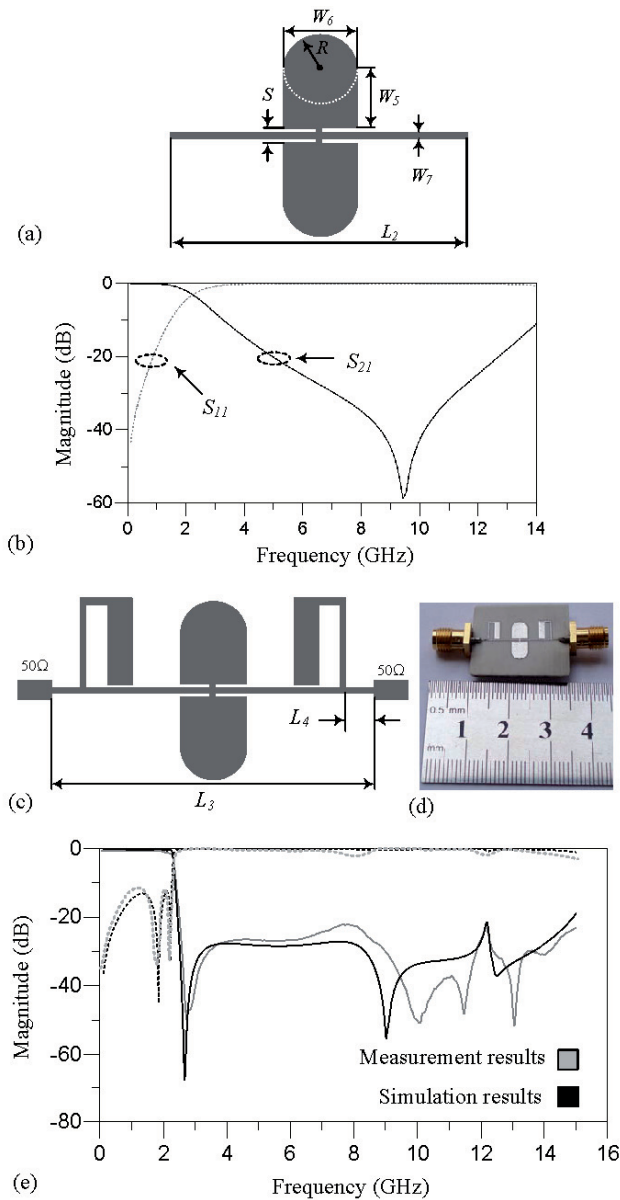 W6
R
S
W5
W7
L2
(a)
0
-20
-40
-60
Magnitude (dB)
S21
S11
0 2 4 6 8 10 12 14
Frequency (GHz)
(b)
50Ω
50Ω
L4
L3
(c)
0.5 mm
1 2 3 4
mm
(d)
0
-20
-40
-60
-80
Magnitude (dB)
Measurement results
Simulation results
0 2 4 6 8 10 12 14 16
Frequency (GHz)
(e)